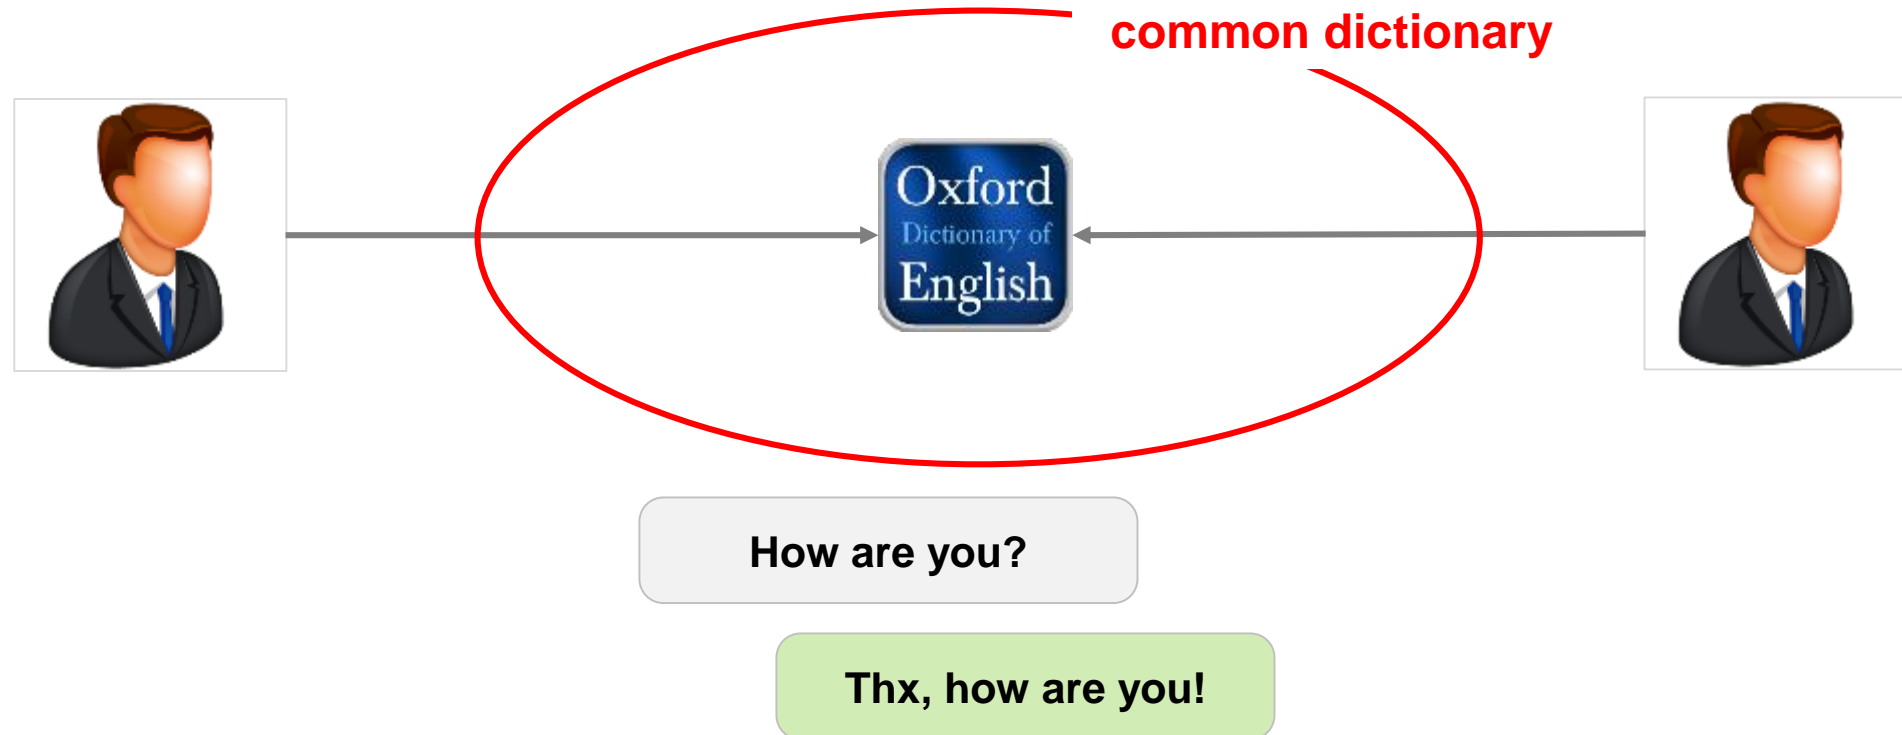 common dictionary
Oxford
Dictionary of
English
How are you?
Thx, how are you!